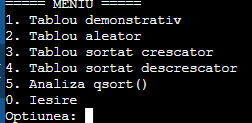 ===== MENIU =====
1. Tablou demonstrativ
2. Tablou aleator
3. Tablou sortat crescator
4. Tablou sortat descrescator
5. Analiza qsort()
0. Iesire
Optiunea: